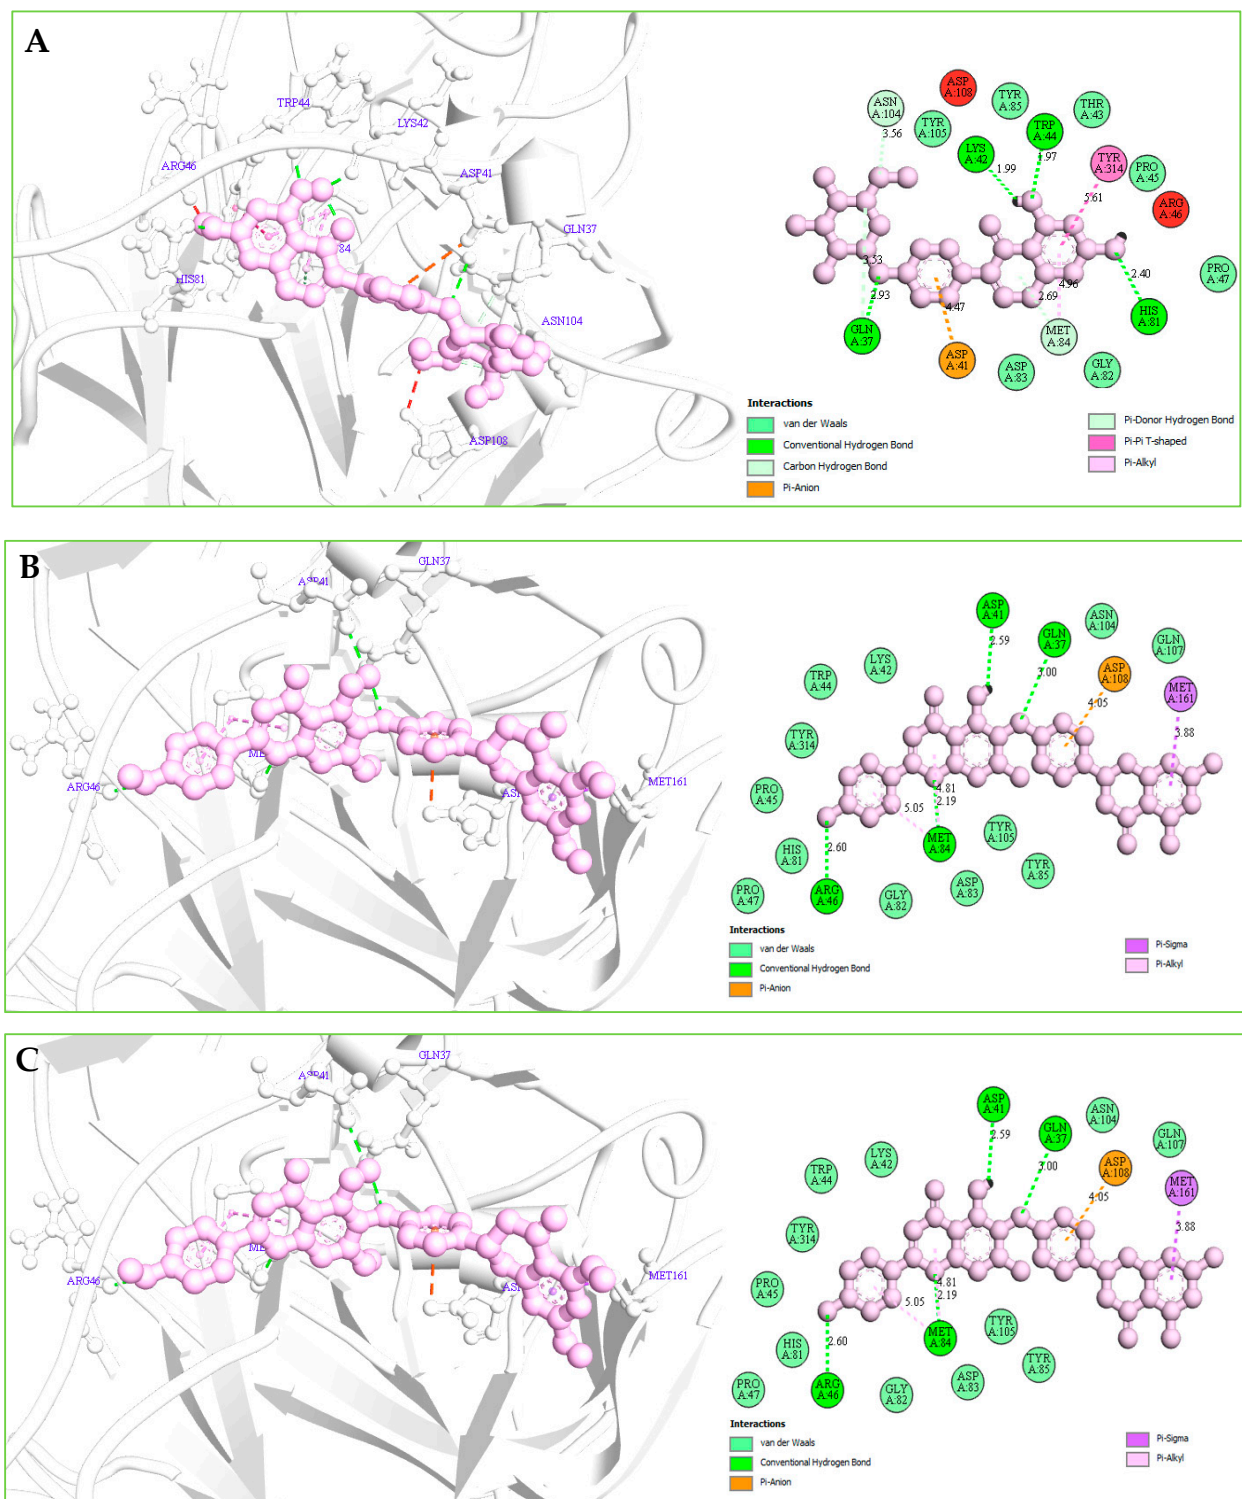 A
TRP44
LYS42
ARG46
ASP41
GLN37
84
HIS81
ASN104
ASP108
ASP
A:108
TYR
A:85
THR
A:43
ASN
A:104
TYR
A:105
TRP
A:44
LYS
A:42
TYR
A:314
PRO
A:45
ARG
A:46
3.56
1.99
1.97
5.61
PRO
A:47
3.53
2.93
4.47
2.69
4.96
2.40
GLN
A:37
ASP
A:41
MET
A:84
HIS
A:81
ASP
A:83
GLY
A:82
Interactions
van der Waals
Conventional Hydrogen Bond
Carbon Hydrogen Bond
Pi-Anion
Pi-Donor Hydrogen Bond
Pi-Pi T-shaped
Pi-Alkyl
B
ASP41
GLN37
ARG46
ME
AS
MET161
ASP
A:41
GLN
A:37
ASN
A:104
GLN
A:107
2.59
3.00
LYS
A:42
TRP
A:44
ASP
A:108
4.05
MET
A:161
3.88
TYR
A:314
PRO
A:45
4.81
2.19
5.05
2.60
HIS
A:81
MET
A:84
TYR
A:105
TYR
A:85
PRO
A:47
ARG
A:46
GLY
A:82
ASP
A:83
Interactions
van der Waals
Conventional Hydrogen Bond
Pi-Anion
Pi-Sigma
Pi-Alkyl
C
ASP41
GLN37
ARG46
ME
AS
MET161
ASP
A:41
GLN
A:37
ASN
A:104
GLN
A:107
2.59
3.00
LYS
A:42
TRP
A:44
ASP
A:108
4.05
MET
A:161
3.88
TYR
A:314
PRO
A:45
4.81
2.19
5.05
2.60
HIS
A:81
MET
A:84
TYR
A:105
TYR
A:85
PRO
A:47
ARG
A:46
GLY
A:82
ASP
A:83
Interactions
van der Waals
Conventional Hydrogen Bond
Pi-Anion
Pi-Sigma
Pi-Alkyl